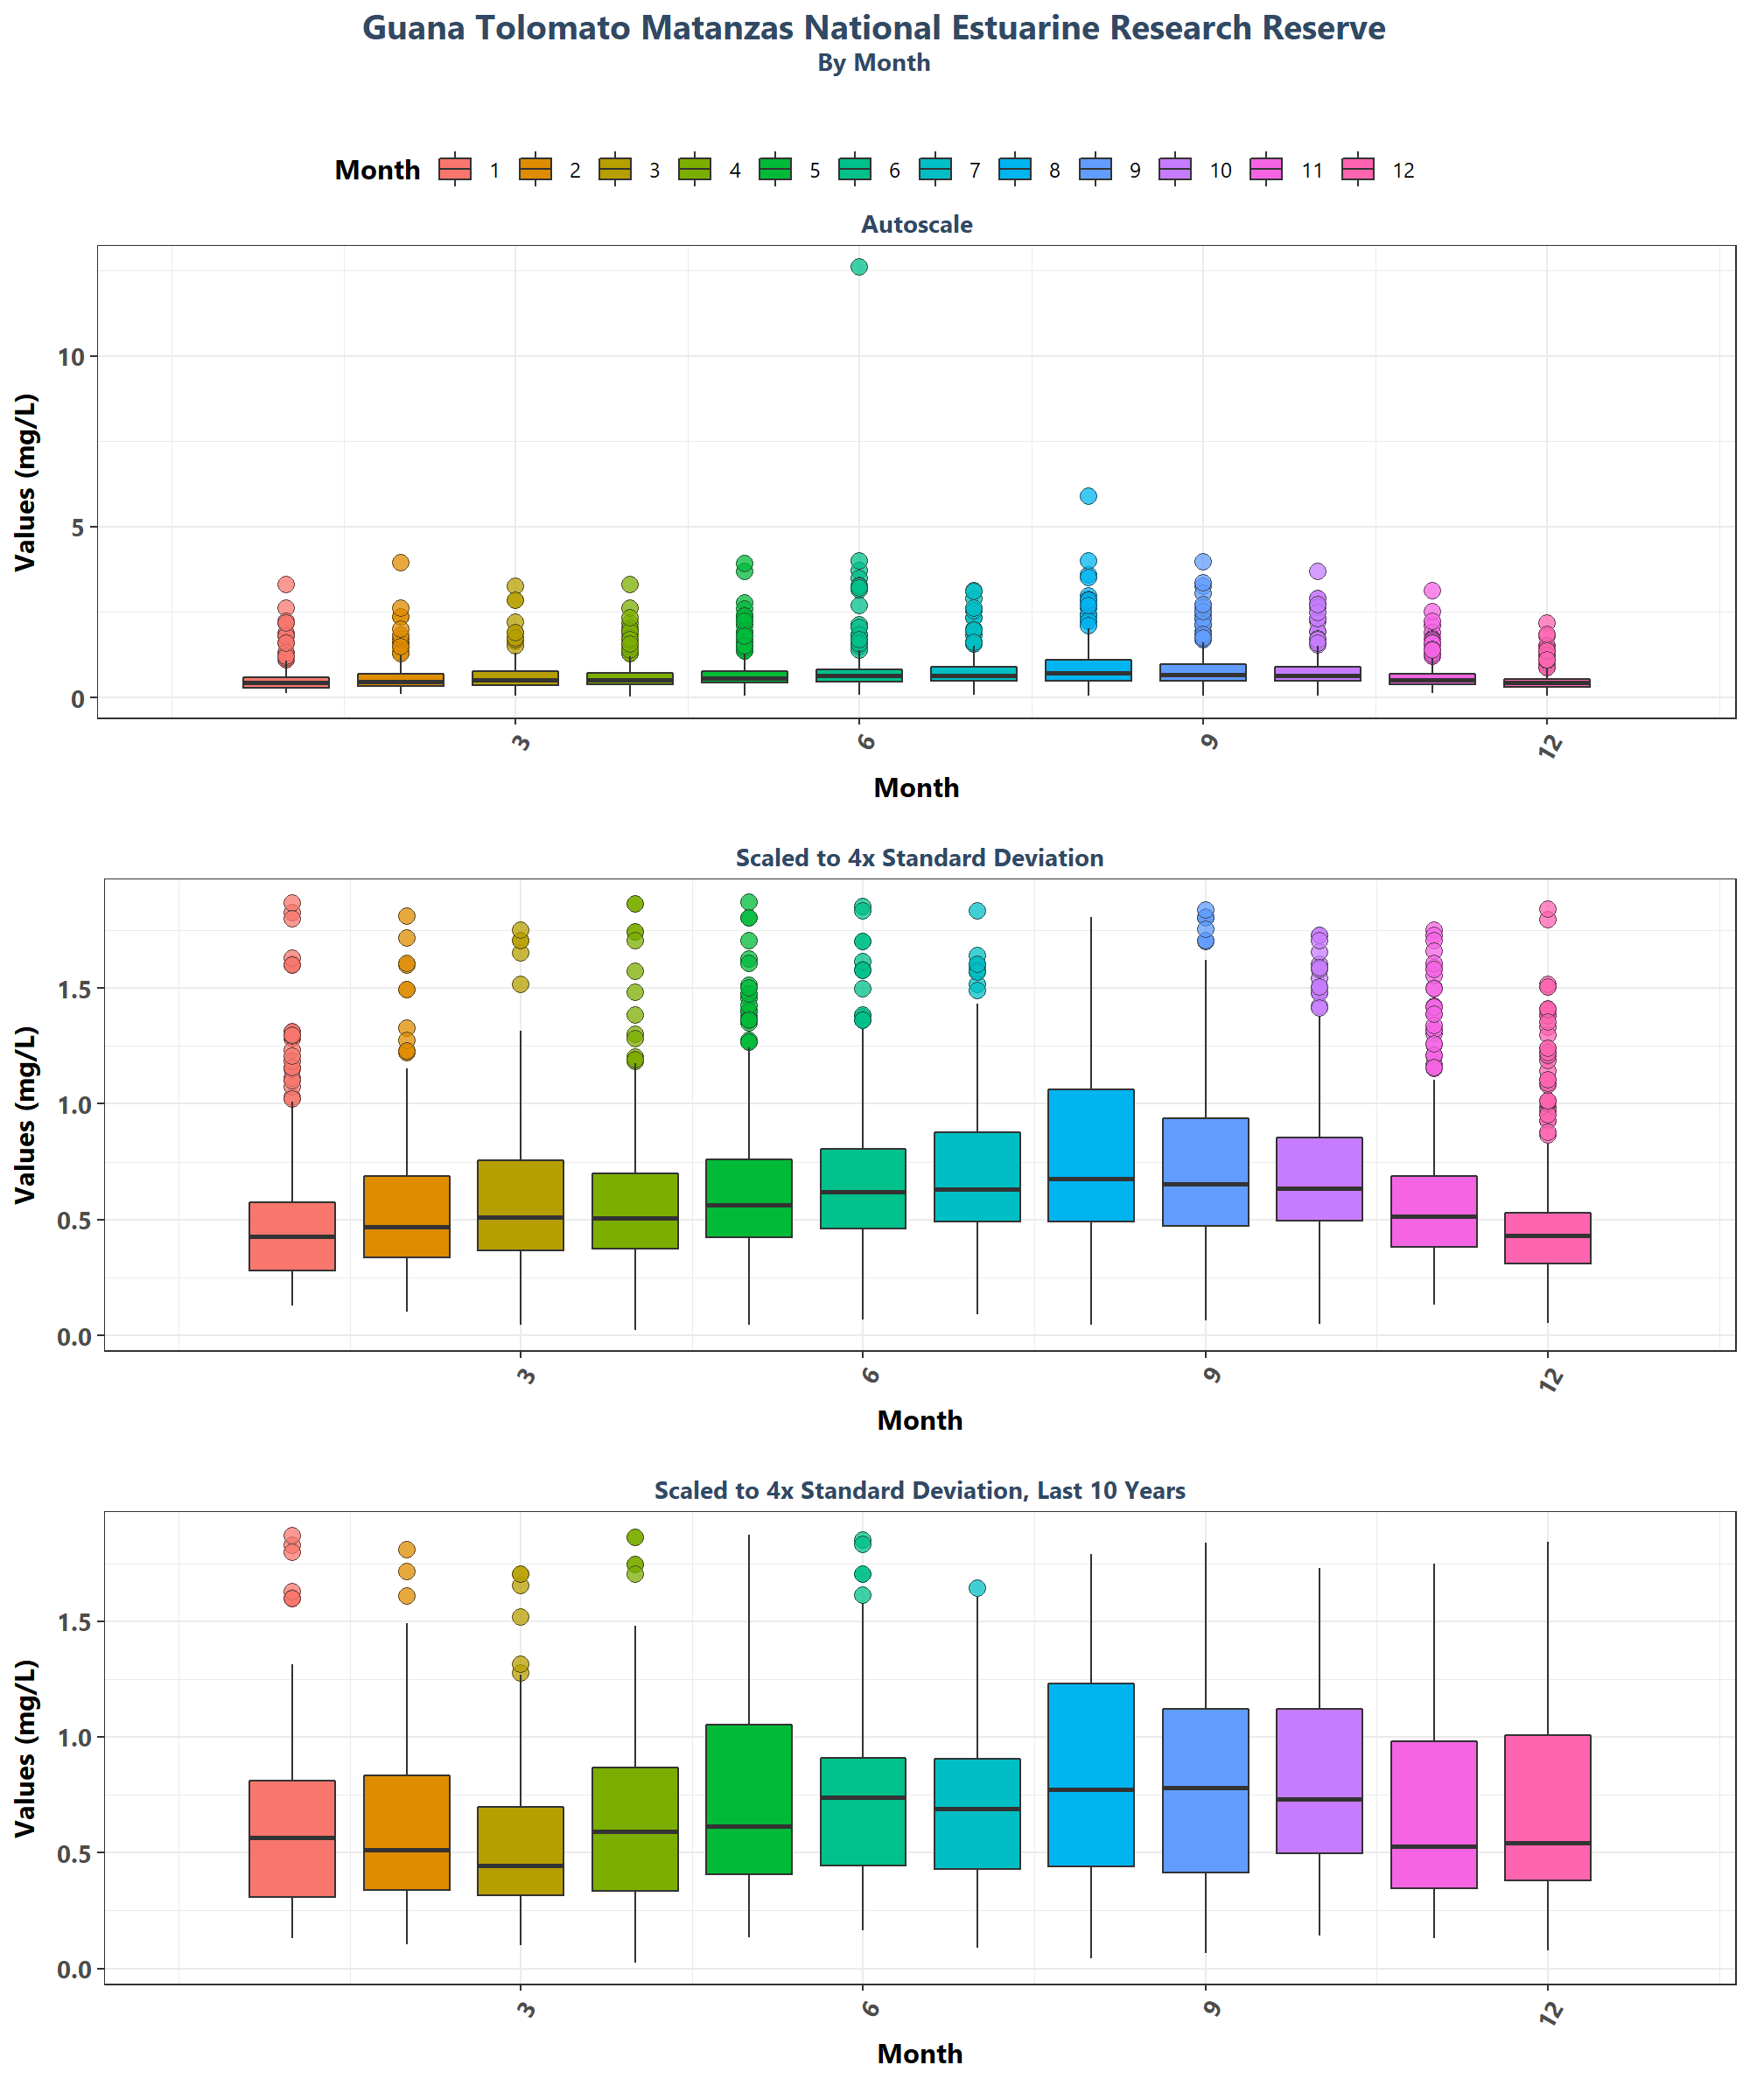 Guana Tolomato Matanzas National Estuarine Research Reserve
By Month
Month 1 2 3 4 5 6 7 8 9 10 11 12
Autoscale
Values (mg/L)
10
5
0
3 6 9 12
Month
Scaled to 4x Standard Deviation
Values (mg/L)
1.5
1.0
0.5
0.0
3 6 9 12
Month
Scaled to 4x Standard Deviation, Last 10 Years
Values (mg/L)
1.5
1.0
0.5
0.0
3 6 9 12
Month